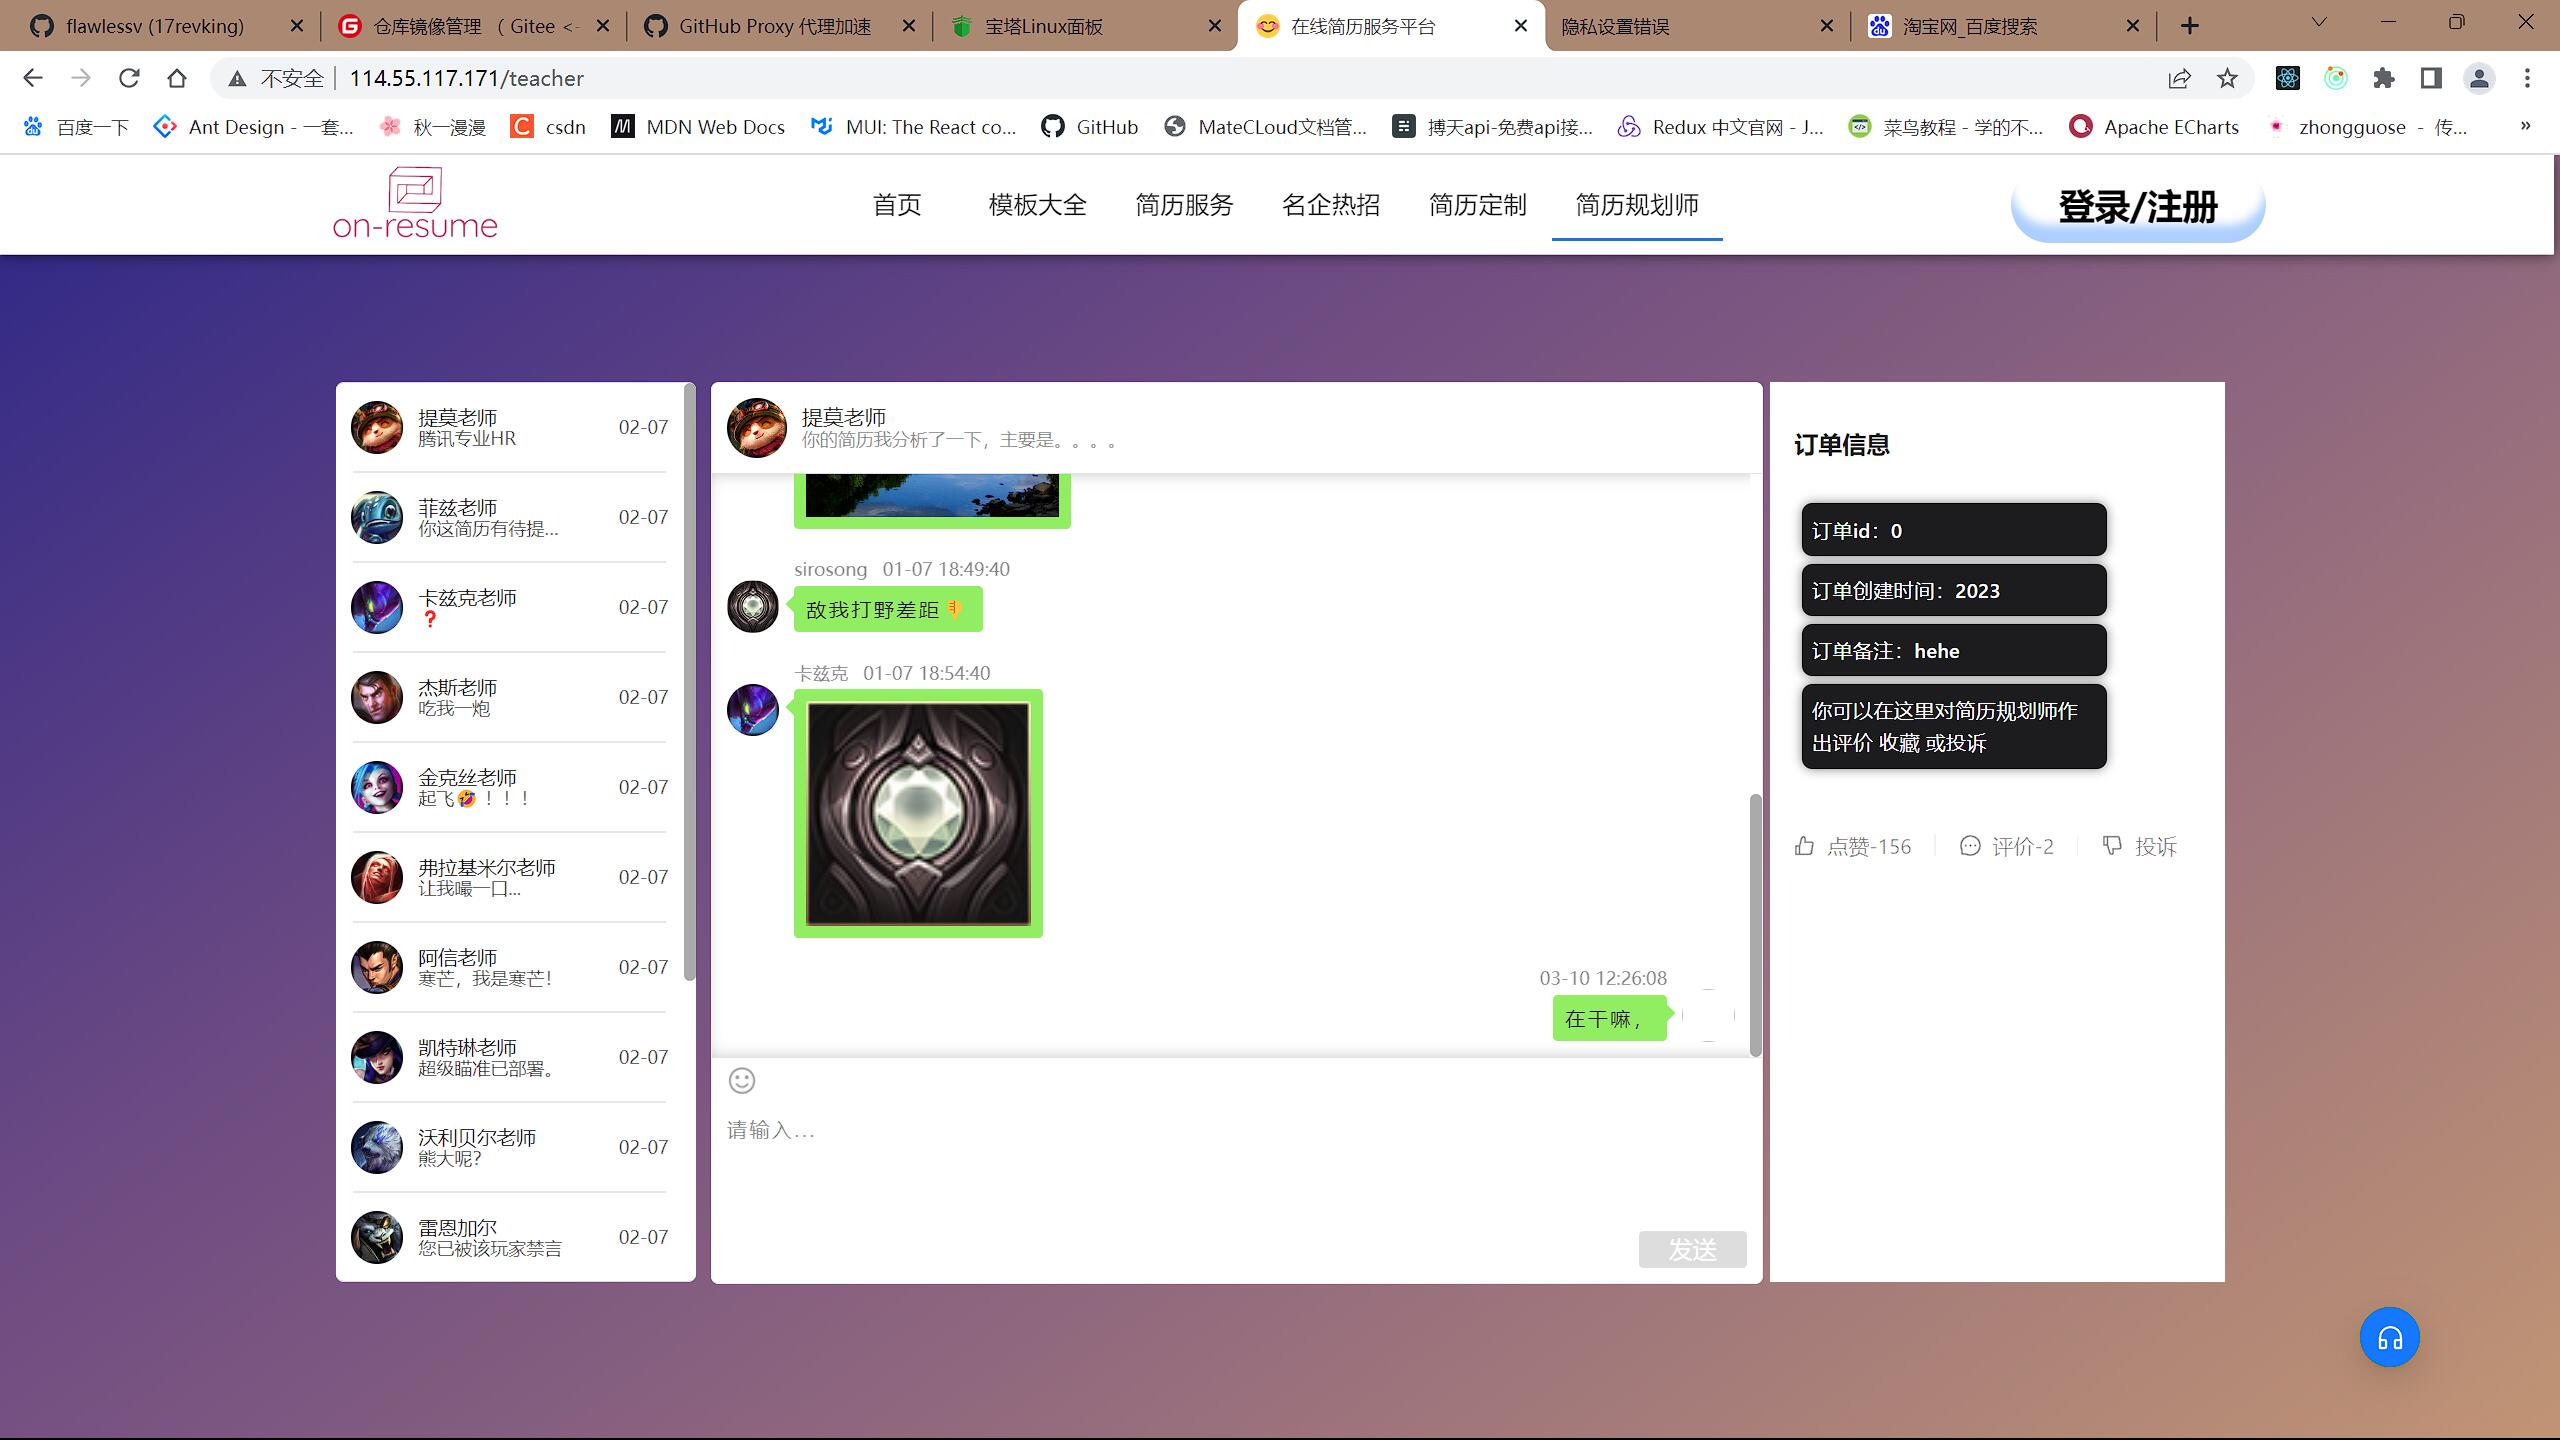 flawlessv (17revking)
仓库镜像管理 （ Gitee <-
GitHub Proxy 代理加速
宝塔Linux面板
在线简历服务平台
隐私设置错误
淘宝网_百度搜索
不安全 114.55.117.171/teacher
百度一下
Ant Design - 一套...
秋一漫漫
csdn
MDN Web Docs
MUI: The React co...
GitHub
MateCLoud文档管...
搏天api-免费api接...
Redux 中文官网 - J...
菜鸟教程 - 学的不...
Apache ECharts
zhongguose - 传...
on-resume
首页
模板大全
简历服务
名企热招
简历定制
简历规划师
登录/注册
提莫老师 02-07
腾讯专业HR
菲兹老师 02-07
你这简历有待提...
卡兹克老师 02-07
❓
杰斯老师 02-07
吃我一炮
金克丝老师 02-07
起飞🤣！！！
弗拉基米尔老师 02-07
让我嘬一口...
阿信老师 02-07
寒芒，我是寒芒！
凯特琳老师 02-07
超级瞄准已部署。
沃利贝尔老师 02-07
熊大呢？
雷恩加尔 02-07
您已被该玩家禁言
提莫老师
你的简历我分析了一下，主要是。。。。
sirosong 01-07 18:49:40
敌我打野差距👎
卡兹克 01-07 18:54:40
03-10 12:26:08
在干嘛，
请输入...
发送
订单信息
订单id：0
订单创建时间：2023
订单备注：hehe
你可以在这里对简历规划师作
出评价 收藏 或投诉
点赞-156
评价-2
投诉